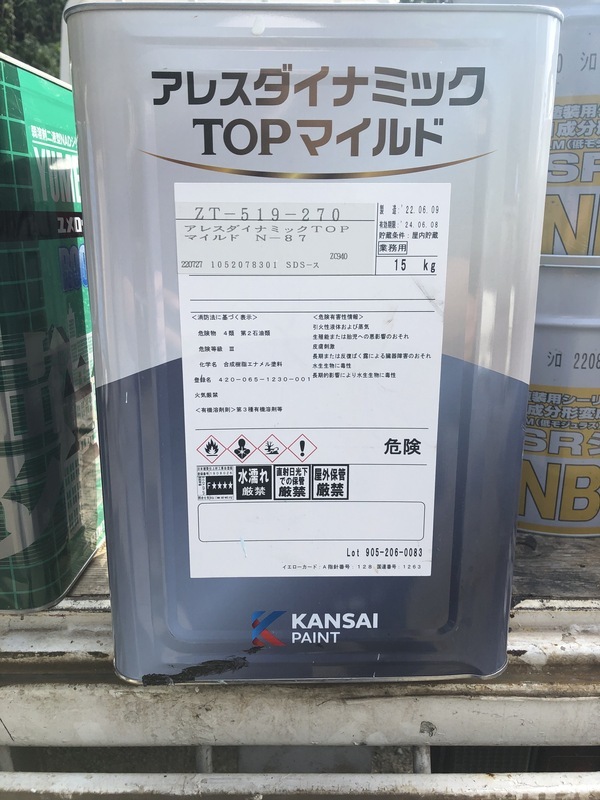 アレスダイナミック
TOPマイルド
ZT-519-270
アレスダイナミックTOP
マイルド N-87
ZC940
220727 1052078301 SDS-ス
製 造:'22.06.09
有効期限:'24.06.08
貯蔵条件:屋内貯蔵
業務用
15 kg
<消防法に基づく表示>
危険物 4類 第2石油類
危険等級 Ⅲ
化学名 合成樹脂エナメル塗料
登録名 420-065-1230-001
火気厳禁
<有機溶剤則>第3種有機溶剤等
<危険有害性情報>
引火性液体および蒸気
生殖能または胎児への悪影響のおそれ
皮膚刺激
長期または反復ばく露による臓器障害のおそれ
水生生物に毒性
長期的影響により水生生物に毒性
危険
F☆☆☆☆
水濡れ
厳禁
直射日光下
での保管
厳禁
屋外保管
厳禁
Lot 905-206-0083
イエローカード:A 指針番号:128 国連番号:1263
KANSAI
PAINT
シロ
シロ 2208
装用シーリ
SR
NB